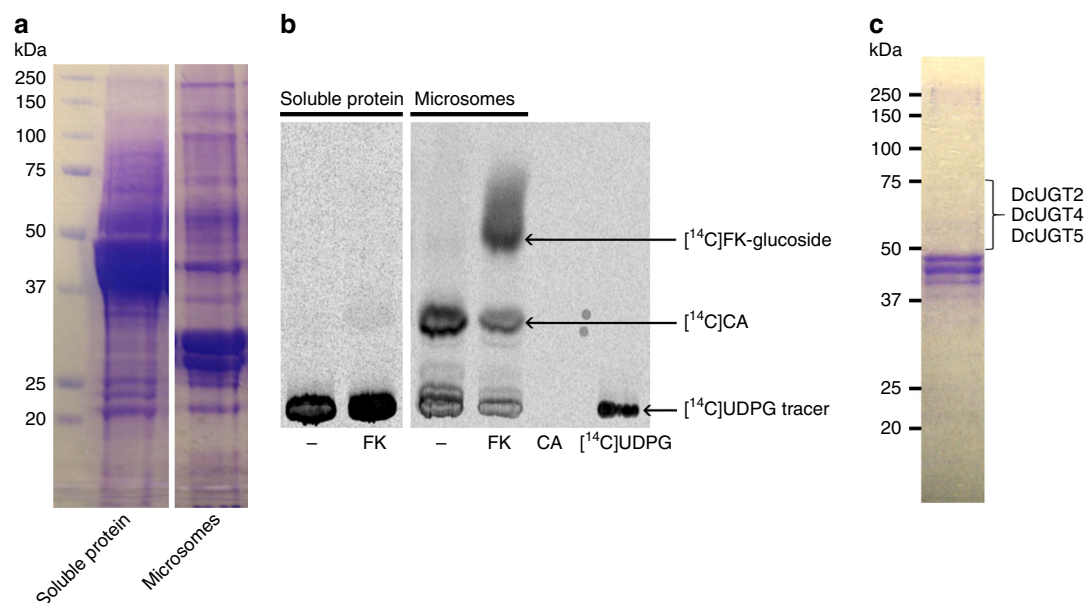 a
kDa
250
150
100
75
50
37
25
20
Soluble protein
Microsomes
b
Soluble protein
Microsomes
[14C]FK-glucoside
[14C]CA
[14C]UDPG tracer
–
FK
–
FK
CA
[14C]UDPG
c
kDa
250
150
100
75
50
37
25
20
DcUGT2
DcUGT4
DcUGT5